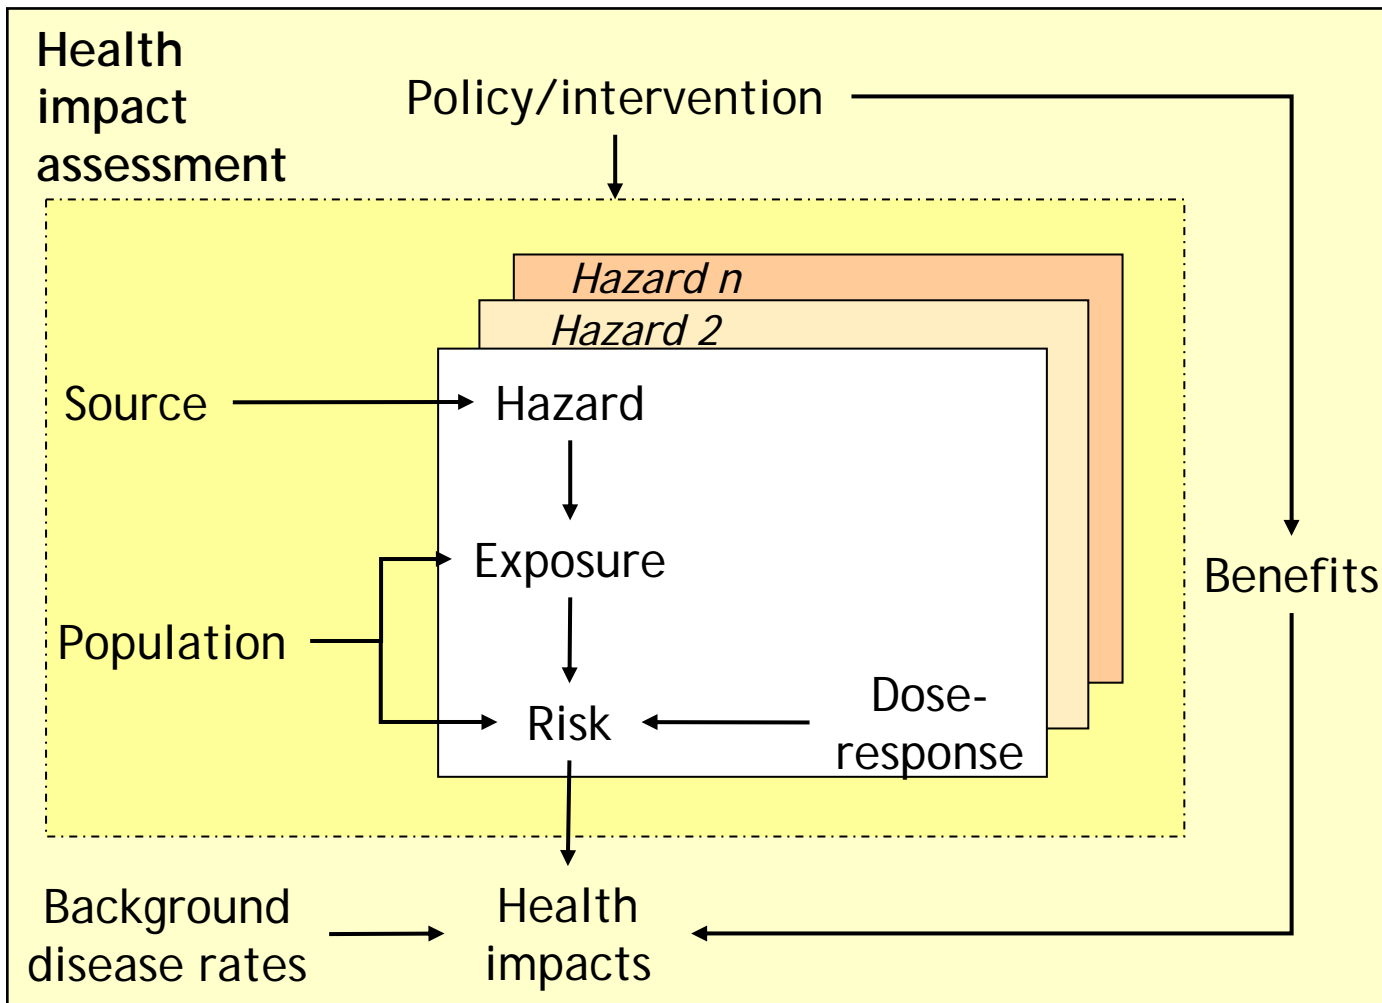 Health
impact
assessment
Policy/intervention
Hazard n
Hazard 2
Source
Hazard
Exposure
Benefits
Population
Risk
Dose-
response
Background
disease rates
Health
impacts